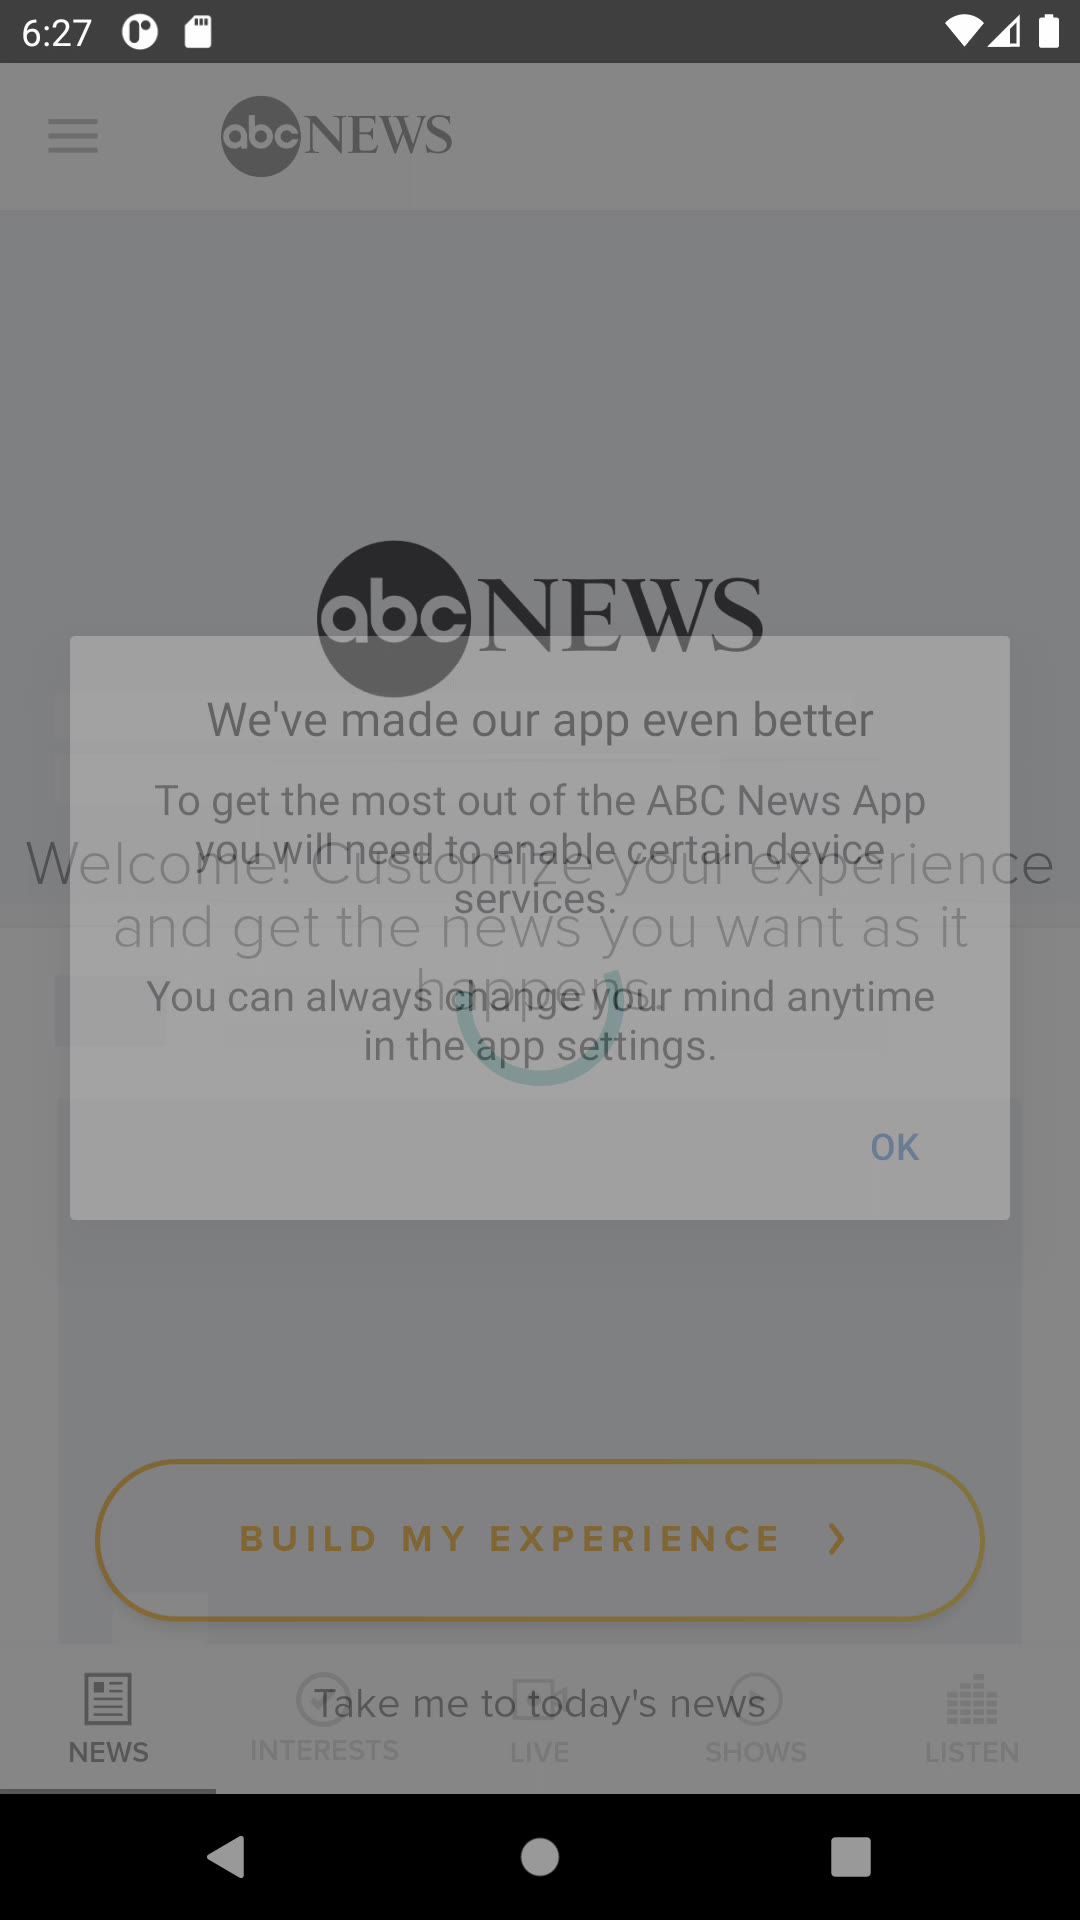 6:27
abc NEWS
abc NEWS
We've made our app even better
To get the most out of the ABC News App
you will need to enable certain device
services.
Welcome! Customize your experience
and get the news you want as it
happens.
You can always change your mind anytime
in the app settings.
OK
BUILD MY EXPERIENCE
Take me to today's news
NEWS
INTERESTS
LIVE
SHOWS
LISTEN